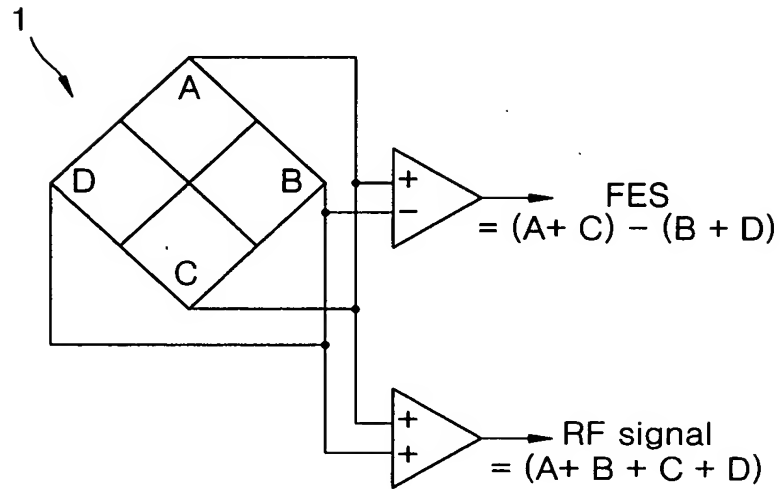 1
A
D
B
C
+
−
FES
= (A+ C) − (B + D)
+
+
RF signal
= (A+ B + C + D)